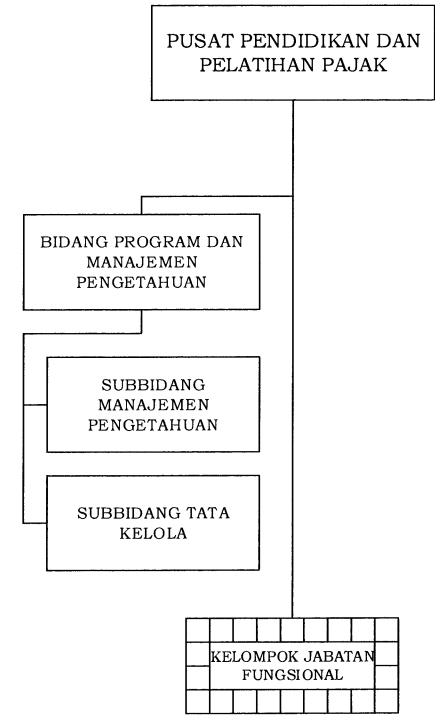 PUSAT PENDIDIKAN DAN
PELATIHAN PAJAK
BIDANG PROGRAM DAN
MANAJEMEN
PENGETAHUAN
SUBBIDANG
MANAJEMEN
PENGETAHUAN
SUBBIDANG TATA
KELOLA
KELOMPOK JABATAN
FUNGSIONAL